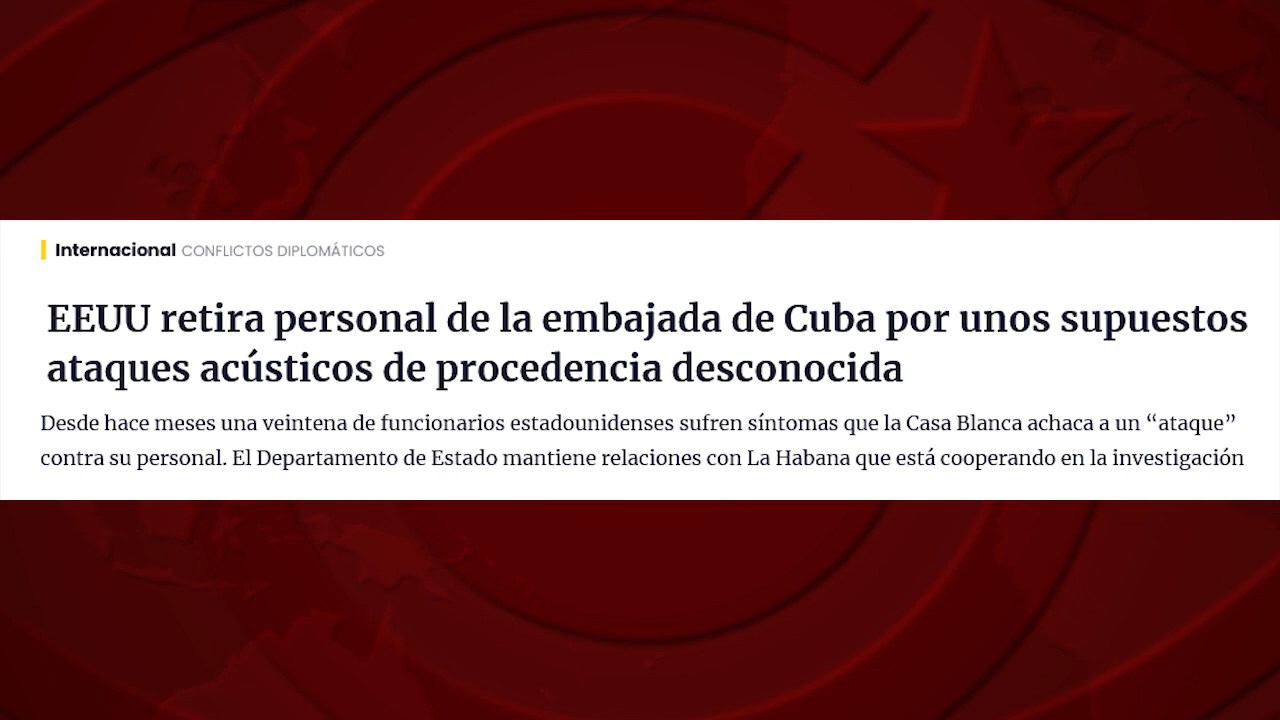 Internacional CONFLICTOS DIPLOMÁTICOS
EEUU retira personal de la embajada de Cuba por unos supuestos
ataques acústicos de procedencia desconocida
Desde hace meses una veintena de funcionarios estadounidenses sufren síntomas que la Casa Blanca achaca a un “ataque”
contra su personal. El Departamento de Estado mantiene relaciones con La Habana que está cooperando en la investigación